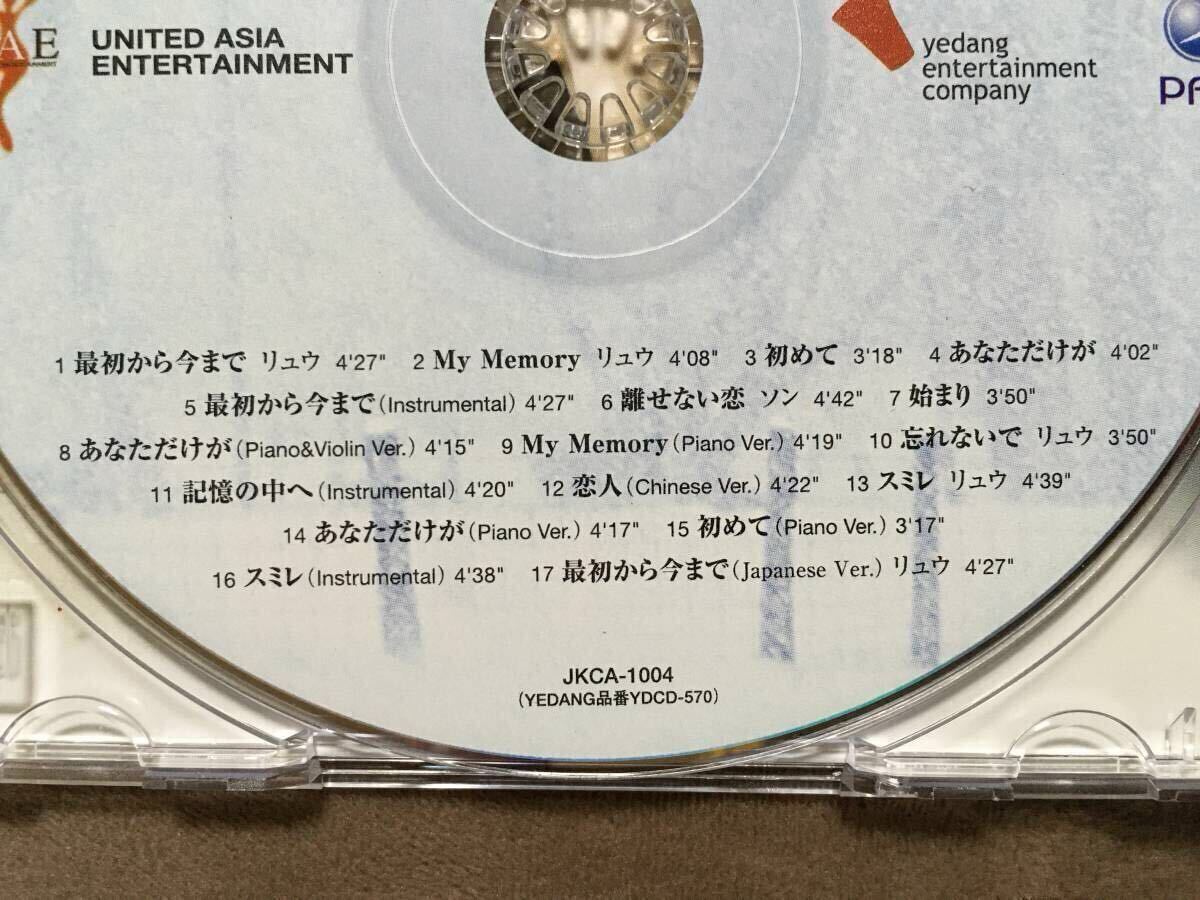 AE
UNITED ASIA
ENTERTAINMENT
yedang
entertainment
company
1 最初から今まで リュウ 4'27" 2 My Memory リュウ 4'08" 3 初めて 3'18" 4 あなただけが 4'02"
5 最初から今まで(Instrumental) 4'27" 6 離せない恋 ソン 4'42" 7 始まり 3'50"
8 あなただけが(Piano&Violin Ver.) 4'15" 9 My Memory(Piano Ver.) 4'19" 10 忘れないで リュウ 3'50"
11 記憶の中へ(Instrumental) 4'20" 12 恋人(Chinese Ver.) 4'22" 13 スミレ リュウ 4'39"
14 あなただけが(Piano Ver.) 4'17" 15 初めて(Piano Ver.) 3'17"
16 スミレ(Instrumental) 4'38" 17 最初から今まで(Japanese Ver.) リュウ 4'27"
JKCA-1004
(YEDANG品番YDCD-570)